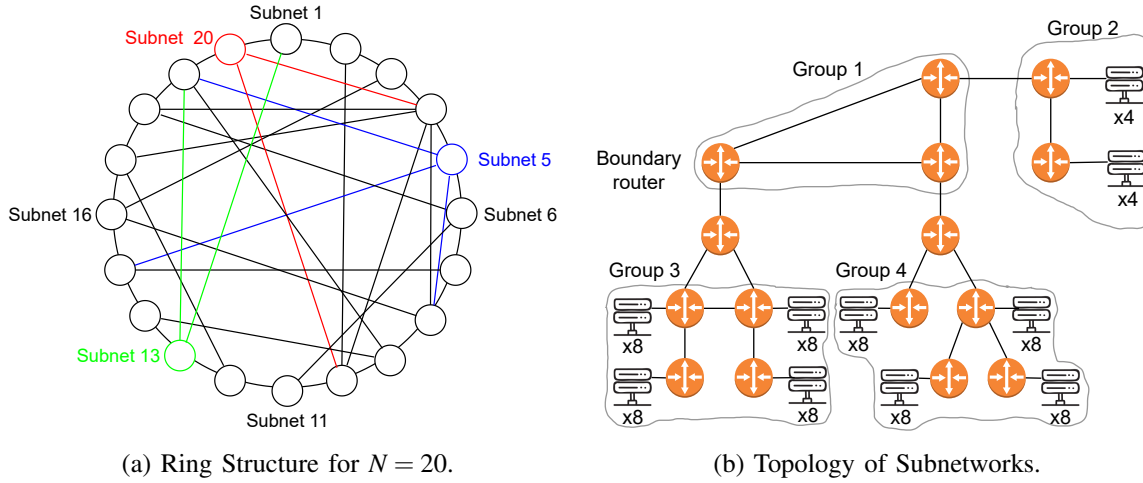 Subnet 1
Subnet 20
Subnet 5
Subnet 16
Subnet 6
Subnet 13
Subnet 11
(a) Ring Structure for N = 20.
Group 2
Group 1
x4
Boundary
router
x4
Group 3
Group 4
x8
x8
x8
x8
x8
x8
x8
x8
(b) Topology of Subnetworks.